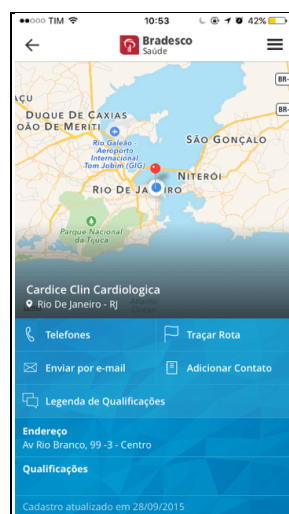 TIM 10:53 42%
Bradesco
Saúde
BR-
BR-
DUQUE DE CAXIAS
OÃO DE MERITI
SÃO GONÇALO
Rio Galeão -
Aeroporto
Internacional
Tom Jobim (GIG)
NITERÓI
RIO DE JANEIRO
Parque Nacional
da Tijuca
Cardice Clin Cardiologica
Rio De Janeiro - RJ
Telefones
Traçar Rota
Enviar por e-mail
Adicionar Contato
Legenda de Qualificações
Endereço
Av Rio Branco, 99 -3 - Centro
Qualificações
Cadastro atualizado em 28/09/2015